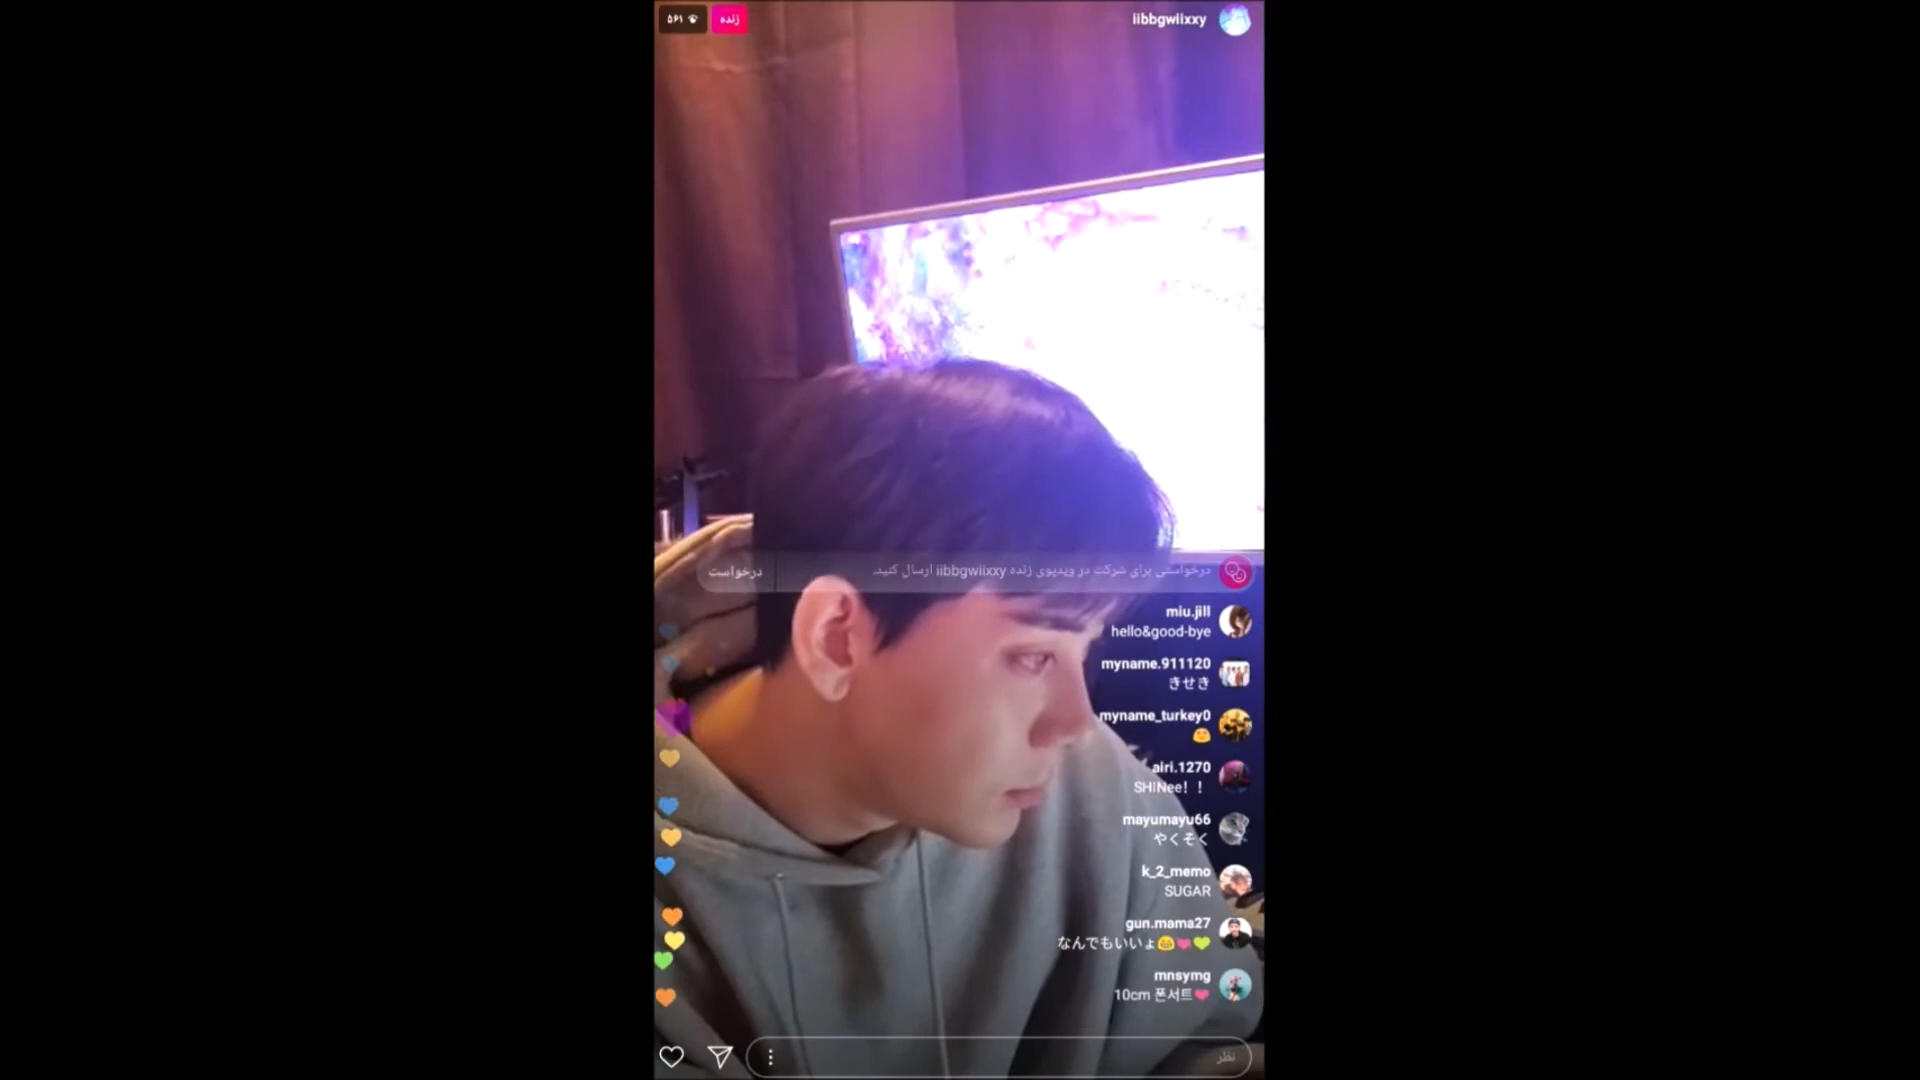 ۵۶۱
زنده
iibbgwiixxy
درخواستی برای شرکت در ویدیوی زنده iibbgwiixxy ارسال کنید.
درخواست
miu.jill
hello&good-bye
myname.911120
きせき
myname_turkey0
😊
airi.1270
SHINee！！
mayumayu66
やくそく
k_2_memo
SUGAR
gun.mama27
なんでもいいょ😆💗💚
mnsymg
10cm 폰서트💗
نظر